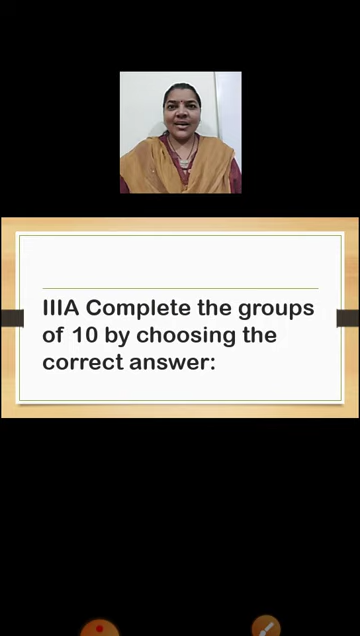 IIIA Complete the groups
of 10 by choosing the
correct answer: